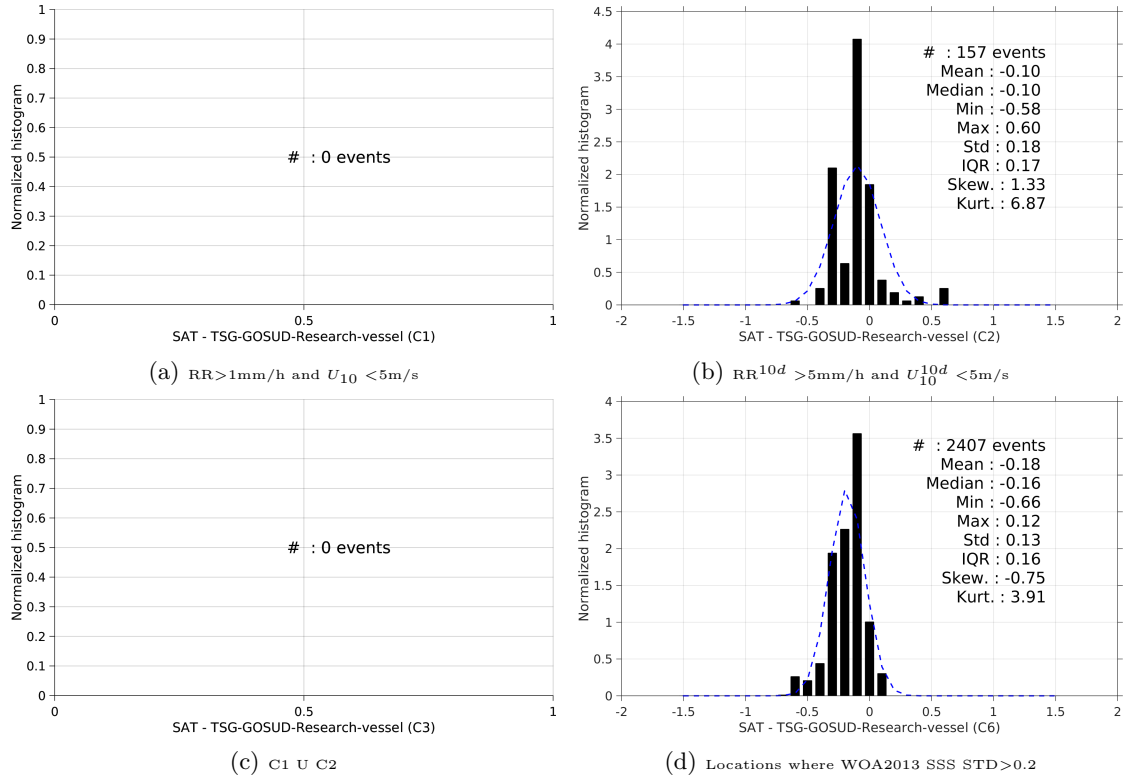 1
0.9
0.8
0.7
0.6
0.5
0.4
0.3
0.2
0.1
0
Normalized histogram
# : 0 events
0 0.5 1
SAT - TSG-GOSUD-Research-vessel (C1)
(a) RR>1mm/h and U10 <5m/s
4.5
4
3.5
3
2.5
2
1.5
1
0.5
0
Normalized histogram
# : 157 events
Mean : -0.10
Median : -0.10
Min : -0.58
Max : 0.60
Std : 0.18
IQR : 0.17
Skew. : 1.33
Kurt. : 6.87
-2 -1.5 -1 -0.5 0 0.5 1 1.5 2
SAT - TSG-GOSUD-Research-vessel (C2)
(b) RR10d >5mm/h and U10d10 <5m/s
1
0.9
0.8
0.7
0.6
0.5
0.4
0.3
0.2
0.1
0
Normalized histogram
# : 0 events
0 0.5 1
SAT - TSG-GOSUD-Research-vessel (C3)
(c) C1 U C2
4
3.5
3
2.5
2
1.5
1
0.5
0
Normalized histogram
# : 2407 events
Mean : -0.18
Median : -0.16
Min : -0.66
Max : 0.12
Std : 0.13
IQR : 0.16
Skew. : -0.75
Kurt. : 3.91
-2 -1.5 -1 -0.5 0 0.5 1 1.5 2
SAT - TSG-GOSUD-Research-vessel (C6)
(d) Locations where WOA2013 SSS STD>0.2